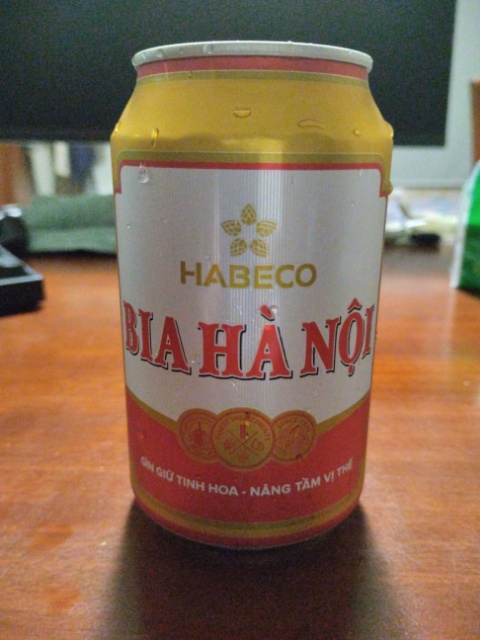 HABECO
BIA HÀ NỘI
GÌN GIỮ TINH HOA - NÂNG TẦM VỊ THẾ